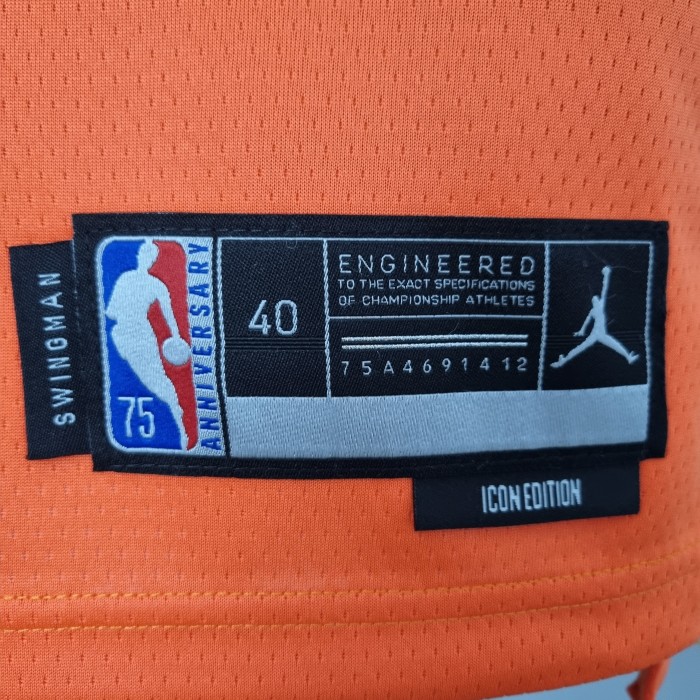 SWINGMAN
75
ANNIVERSARY
40
ENGINEERED
TO THE EXACT SPECIFICATIONS
OF CHAMPIONSHIP ATHLETES
75A4691412
ICON EDITION